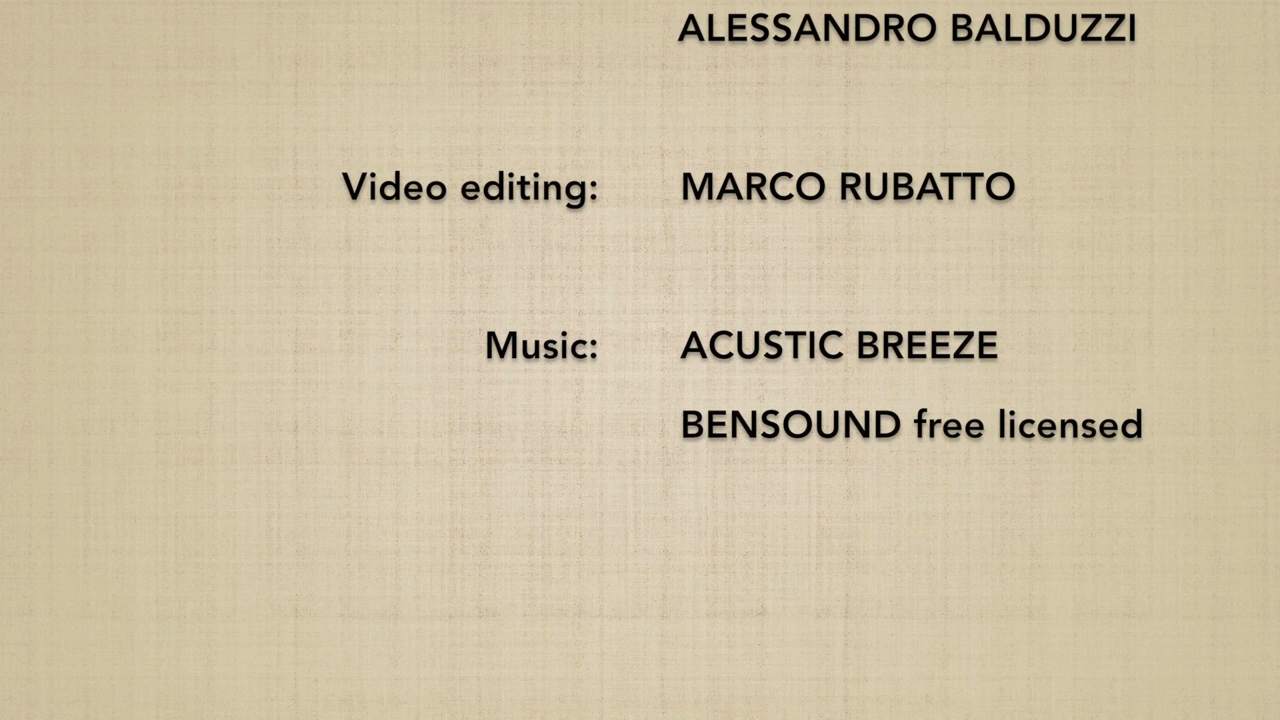 ALESSANDRO BALDUZZI
Video editing: MARCO RUBATTO
Music: ACUSTIC BREEZE
BENSOUND free licensed